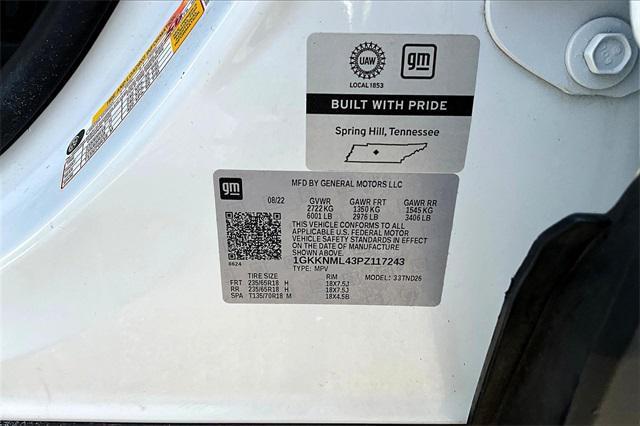 UAW
LOCAL 1853
gm
BUILT WITH PRIDE
Spring Hill, Tennessee
gm
MFD BY GENERAL MOTORS LLC
08/22 GVWR GAWR FRT GAWR RR
2722 KG 1350 KG 1545 KG
6001 LB 2976 LB 3406 LB
THIS VEHICLE CONFORMS TO ALL
APPLICABLE U.S. FEDERAL MOTOR
VEHICLE SAFETY STANDARDS IN EFFECT
ON THE DATE OF MANUFACTURE
SHOWN ABOVE.
1GKKNML43PZ117243
6624 TYPE: MPV MODEL: 33TND26
TIRE SIZE RIM
FRT 235/65R18 H 18X7.5J
RR 235/65R18 H 18X7.5J
SPA T135/70R18 M 18X4.5B